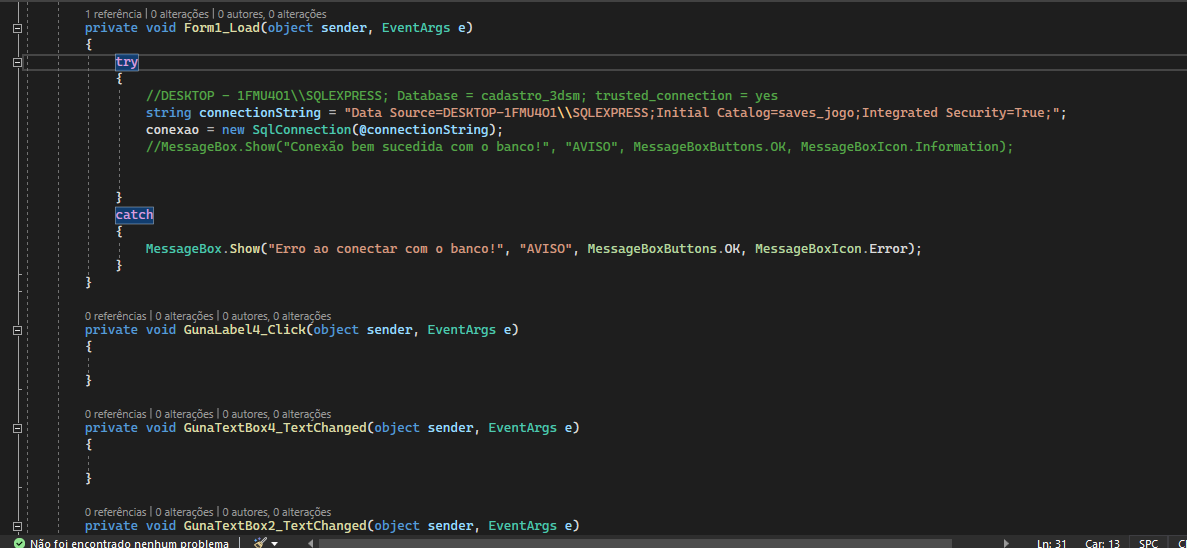 1 referência | 0 alterações | 0 autores, 0 alterações
private void Form1_Load(object sender, EventArgs e)
{
try
{
//DESKTOP - 1FMU4O1\\SQLEXPRESS; Database = cadastro_3dsm; trusted_connection = yes
string connectionString = "Data Source=DESKTOP-1FMU4O1\\SQLEXPRESS;Initial Catalog=saves_jogo;Integrated Security=True;";
conexao = new SqlConnection(@connectionString);
//MessageBox.Show("Conexão bem sucedida com o banco!", "AVISO", MessageBoxButtons.OK, MessageBoxIcon.Information);
}
catch
{
MessageBox.Show("Erro ao conectar com o banco!", "AVISO", MessageBoxButtons.OK, MessageBoxIcon.Error);
}
}
0 referências | 0 alterações | 0 autores, 0 alterações
private void GunaLabel4_Click(object sender, EventArgs e)
{
}
0 referências | 0 alterações | 0 autores, 0 alterações
private void GunaTextBox4_TextChanged(object sender, EventArgs e)
{
}
0 referências | 0 alterações | 0 autores, 0 alterações
private void GunaTextBox2_TextChanged(object sender, EventArgs e)
Não foi encontrado nenhum problema Ln: 31 Car: 13 SPC